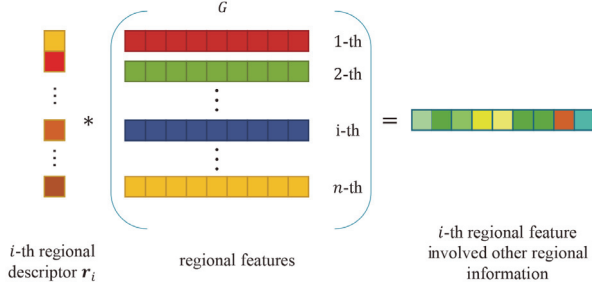 G
1-th
2-th
*
i-th
=
n-th
i-th regional
descriptor r_i
regional features
i-th regional feature
involved other regional
information